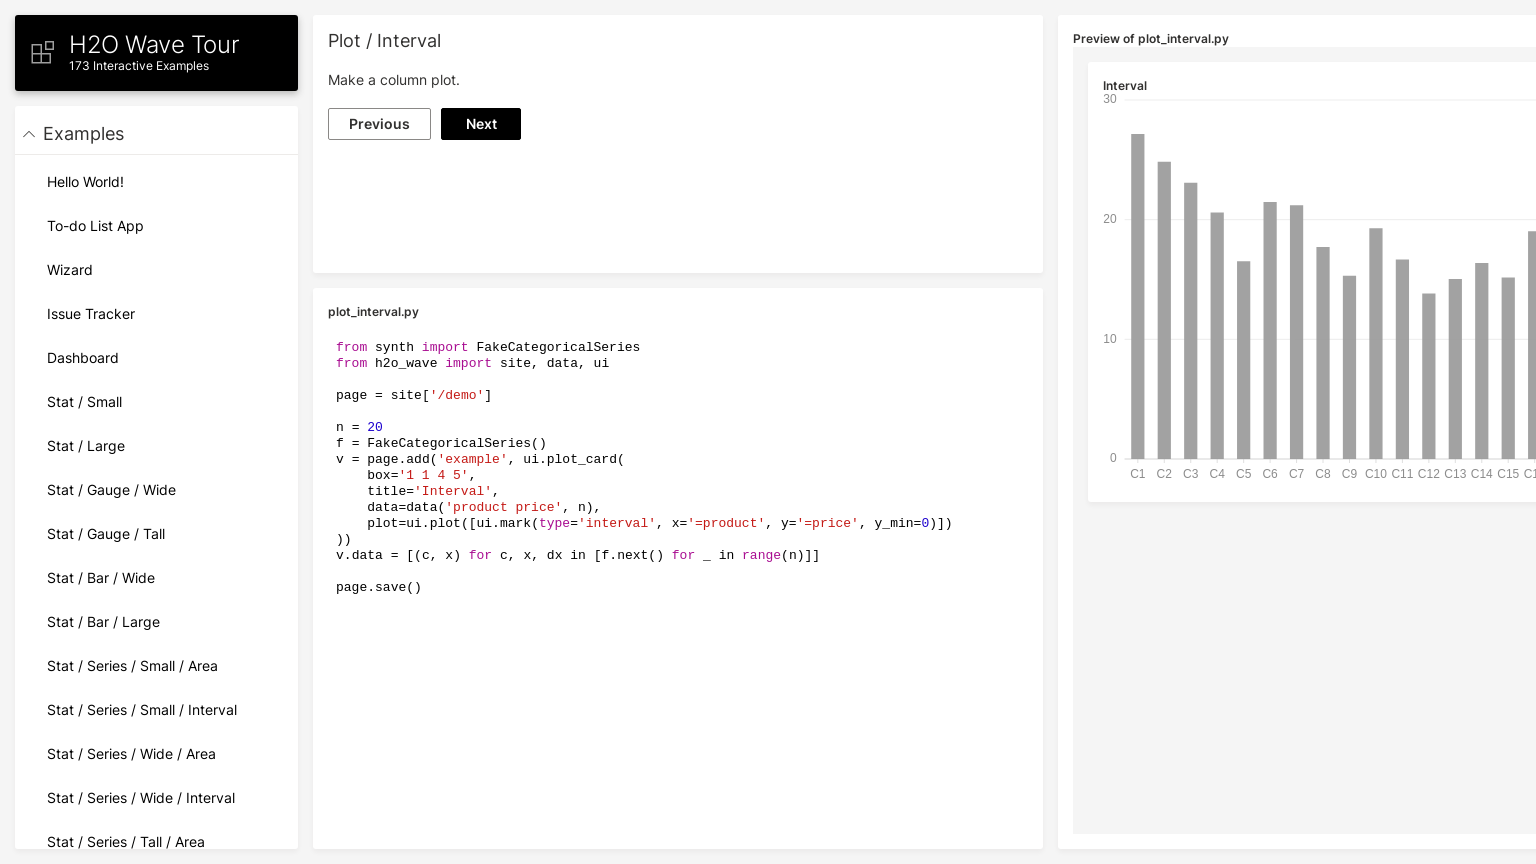 H2O Wave Tour
173 Interactive Examples
Examples
Hello World!
To-do List App
Wizard
Issue Tracker
Dashboard
Stat / Small
Stat / Large
Stat / Gauge / Wide
Stat / Gauge / Tall
Stat / Bar / Wide
Stat / Bar / Large
Stat / Series / Small / Area
Stat / Series / Small / Interval
Stat / Series / Wide / Area
Stat / Series / Wide / Interval
Stat / Series / Tall / Area
Plot / Interval
Make a column plot.
Previous Next
plot_interval.py
from synth import FakeCategoricalSeries
from h2o_wave import site, data, ui
page = site['/demo']
n = 20
f = FakeCategoricalSeries()
v = page.add('example', ui.plot_card(
    box='1 1 4 5',
    title='Interval',
    data=data('product price', n),
    plot=ui.plot([ui.mark(type='interval', x='=product', y='=price', y_min=0)])
))
v.data = [(c, x) for c, x, dx in [f.next() for _ in range(n)]]
page.save()
Preview of plot_interval.py
Interval
30
20
10
0
C1 C2 C3 C4 C5 C6 C7 C8 C9 C10 C11 C12 C13 C14 C15